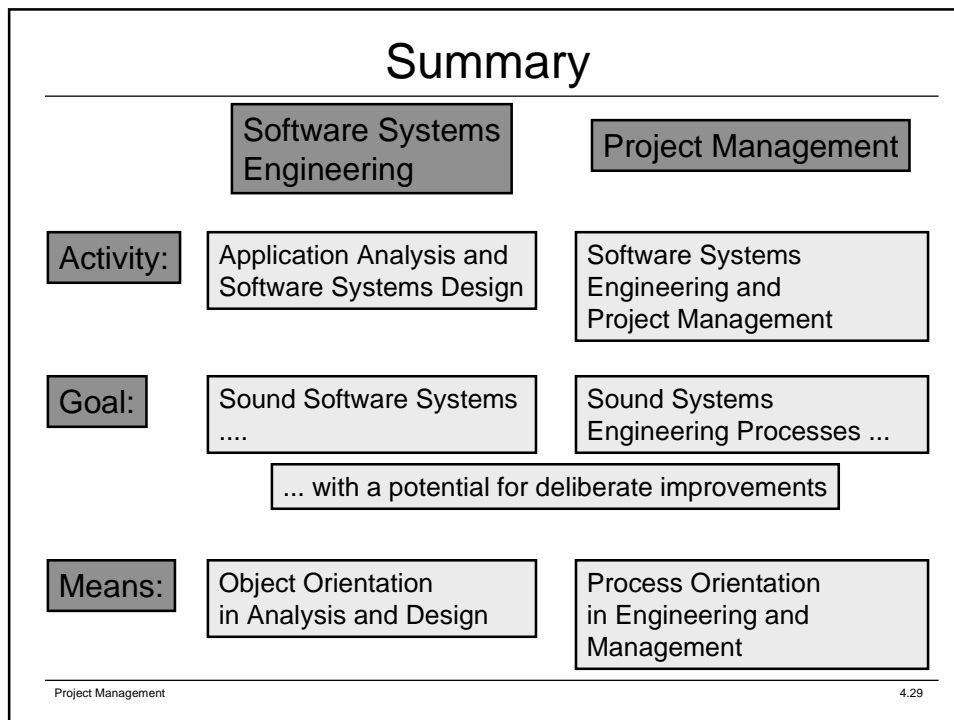 Summary
Software Systems
Engineering
Project Management
Activity:
Application Analysis and
Software Systems Design
Software Systems
Engineering and
Project Management
Goal:
Sound Software Systems
....
Sound Systems
Engineering Processes ...
... with a potential for deliberate improvements
Means:
Object Orientation
in Analysis and Design
Process Orientation
in Engineering and
Management
Project Management
4.29